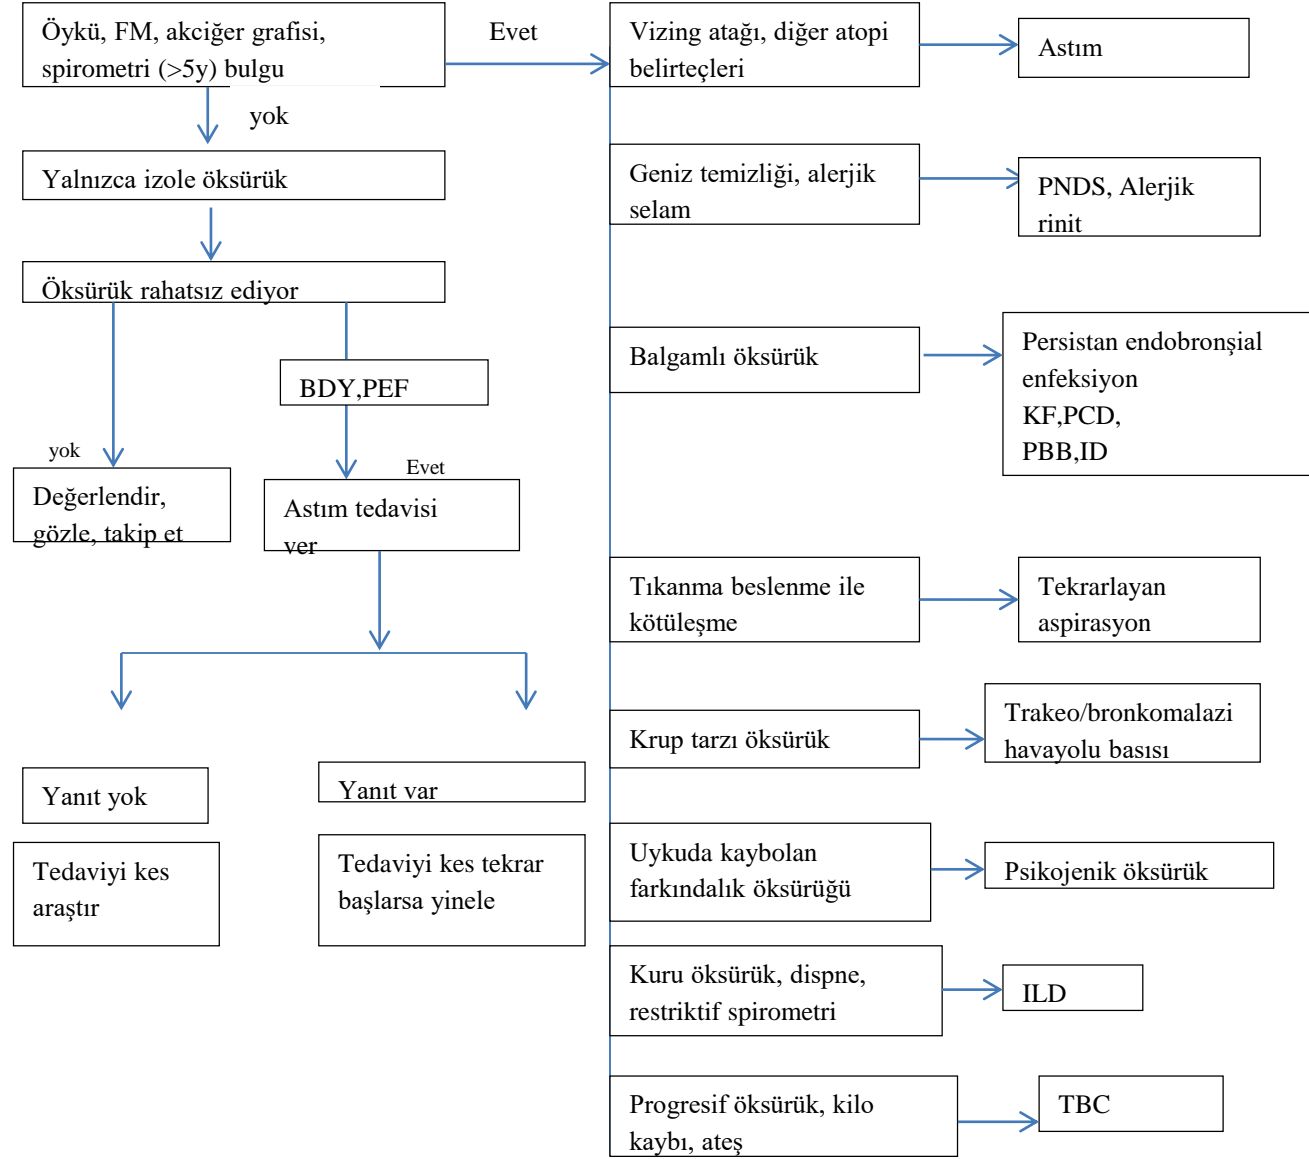 Öykü, FM, akciğer grafisi,
spirometri (>5y) bulgu
Evet
yok
Yalnızca izole öksürük
Öksürük rahatsız ediyor
BDY,PEF
yok
Evet
Değerlendir,
gözle, takip et
Astım tedavisi
ver
Yanıt yok
Yanıt var
Tedaviyi kes
araştır
Tedaviyi kes tekrar
başlarsa yinele
Vizing atağı, diğer atopi
belirteçleri
Astım
Geniz temizliği, alerjik
selam
PNDS, Alerjik
rinit
Balgamlı öksürük
Persistan endobronşial
enfeksiyon
KF,PCD,
PBB,ID
Tıkanma beslenme ile
kötüleşme
Tekrarlayan
aspirasyon
Krup tarzı öksürük
Trakeo/bronkomalazi
havayolu basısı
Uykuda kaybolan
farkındalık öksürüğü
Psikojenik öksürük
Kuru öksürük, dispne,
restriktif spirometri
ILD
Progresif öksürük, kilo
kaybı, ateş
TBC